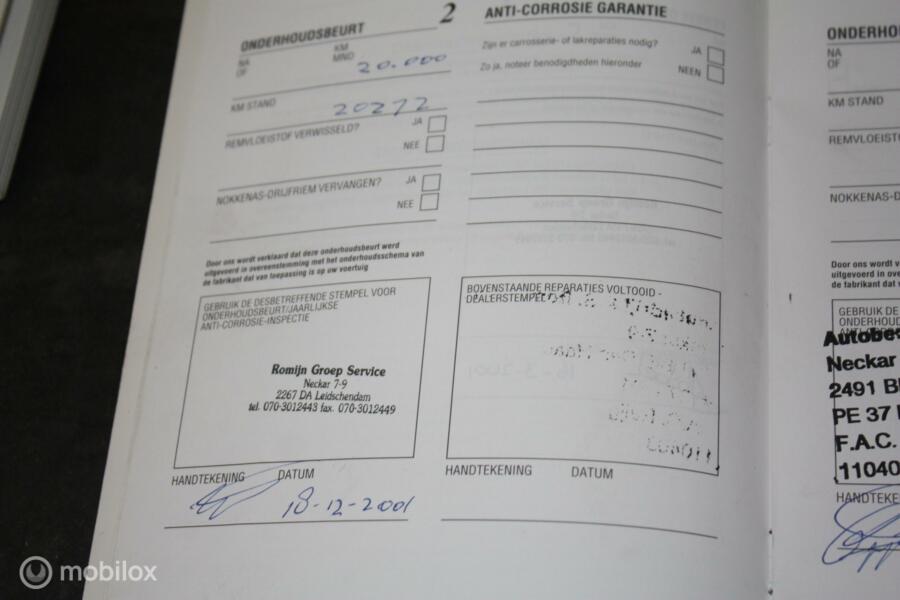 ONDERHOUDSBEURT 2
NA KM
OF MND 20.000
KM STAND 20272
REMVLOEISTOF VERWISSELD? JA
NEE
NOKKENAS-DRIJFRIEM VERVANGEN? JA
NEE
Door ons wordt verklaard dat deze onderhoudsbeurt werd
uitgevoerd in overeenstemming met het onderhoudsschema van
de fabrikant dat van toepassing is op uw voertuig
GEBRUIK DE DESBETREFFENDE STEMPEL VOOR
ONDERHOUDSBEURT/JAARLIJKSE
ANTI-CORROSIE-INSPECTIE
Romijn Groep Service
Neckar 7-9
2267 DA Leidschendam
tel. 070-3012443 fax. 070-3012449
HANDTEKENING DATUM
18-12-2001
ANTI-CORROSIE GARANTIE
Zijn er carrosserie- of lakreparaties nodig? JA
Zo ja, noteer benodigdheden hieronder NEEN
BOVENSTAANDE REPARATIES VOLTOOID -
DEALERSTEMPEL
HANDTEKENING DATUM
ONDERHOU
NA
OF
KM STAND
REMVLOEIST
NOKKENAS-D
Door ons wordt v
uitgevoerd in ove
de fabrikant dat va
GEBRUIK DE
ONDERHOUD
Autobe
Neckar
2491 B
PE 37
F.A.C.
11040
HANDTEKE
mobilox